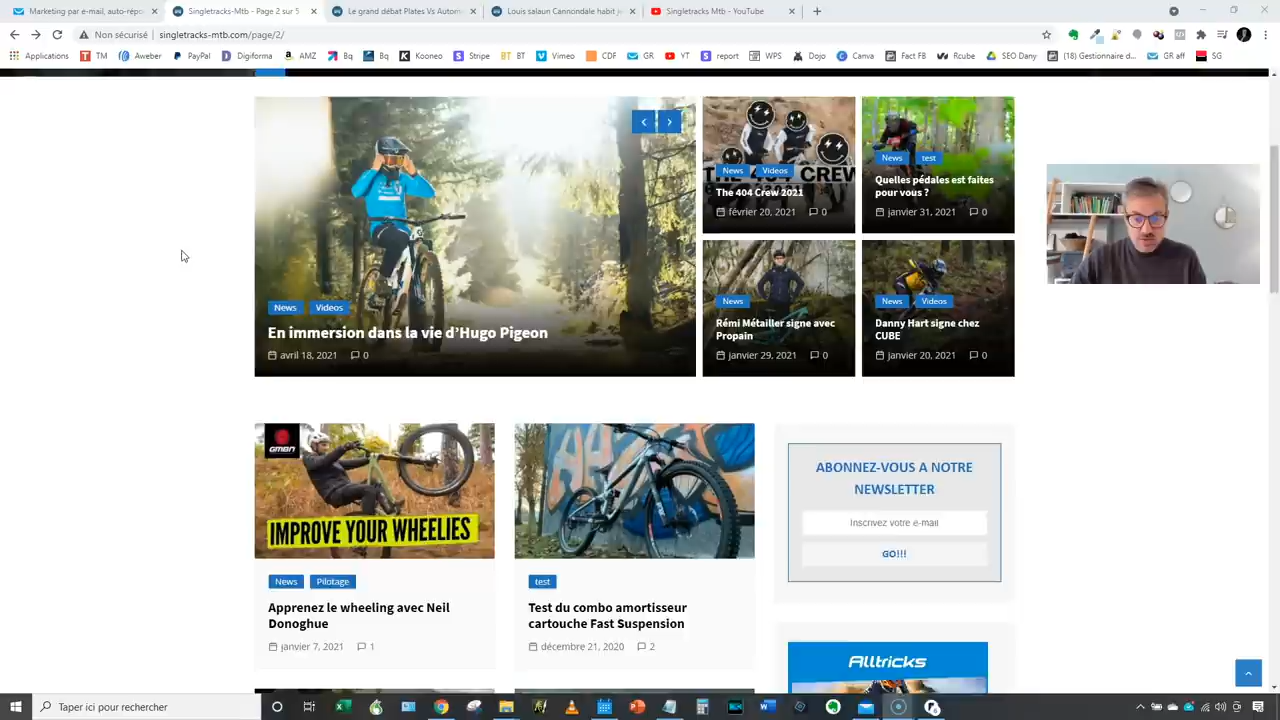 Marketing par e-mail, auto-répo
Singletracks-Mtb - Page 2 sur 5
Le grand débat Plates Vs Autom
Louis salaun Cannondale habit je
Singletracks Mtb - YouTube
Non sécurisé
singletracks-mtb.com/page/2/
Applications TM Aweber PayPal Digiforma AMZ Bq Bq Kooneo Stripe BT Vimeo CDF GR YT report WPS Dojo Canva Fact FB Rcube SEO Dany (18) Gestionnaire d... GR aff SG
News Videos
En immersion dans la vie d'Hugo Pigeon
avril 18, 2021 0
News Videos
THE 404 CREW
The 404 Crew 2021
février 20, 2021 0
News test
Quelles pédales est faites
pour vous ?
janvier 31, 2021 0
News
Rémi Métailler signe avec
Propain
janvier 29, 2021 0
News Videos
Danny Hart signe chez
CUBE
janvier 20, 2021 0
GMBN
IMPROVE YOUR WHEELIES
News Pilotage
Apprenez le wheeling avec Neil
Donoghue
janvier 7, 2021 1
test
Test du combo amortisseur
cartouche Fast Suspension
décembre 21, 2020 2
ABONNEZ-VOUS A NOTRE
NEWSLETTER
Inscrivez votre e-mail
GO!!!
Alltricks
Taper ici pour rechercher